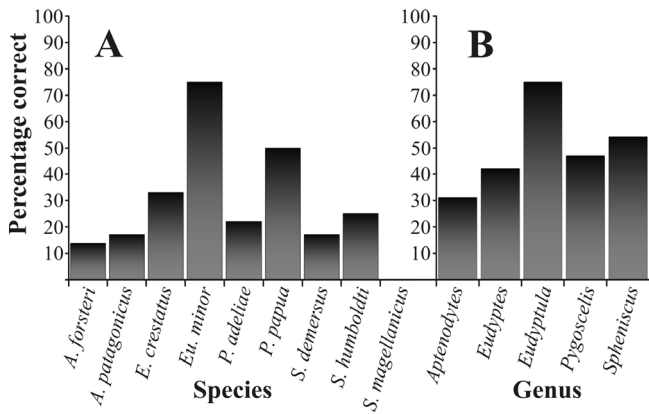 A
B
Percentage correct
100
90
80
70
60
50
40
30
20
10
100
90
80
70
60
50
40
30
20
10
A. forsteri
A. patagonicus
E. crestatus
Eu. minor
P. adeliae
P. papua
S. demersus
S. humboldti
S. magellanicus
Aptenodytes
Eudyptes
Eudyptula
Pygoscelis
Spheniscus
Species
Genus